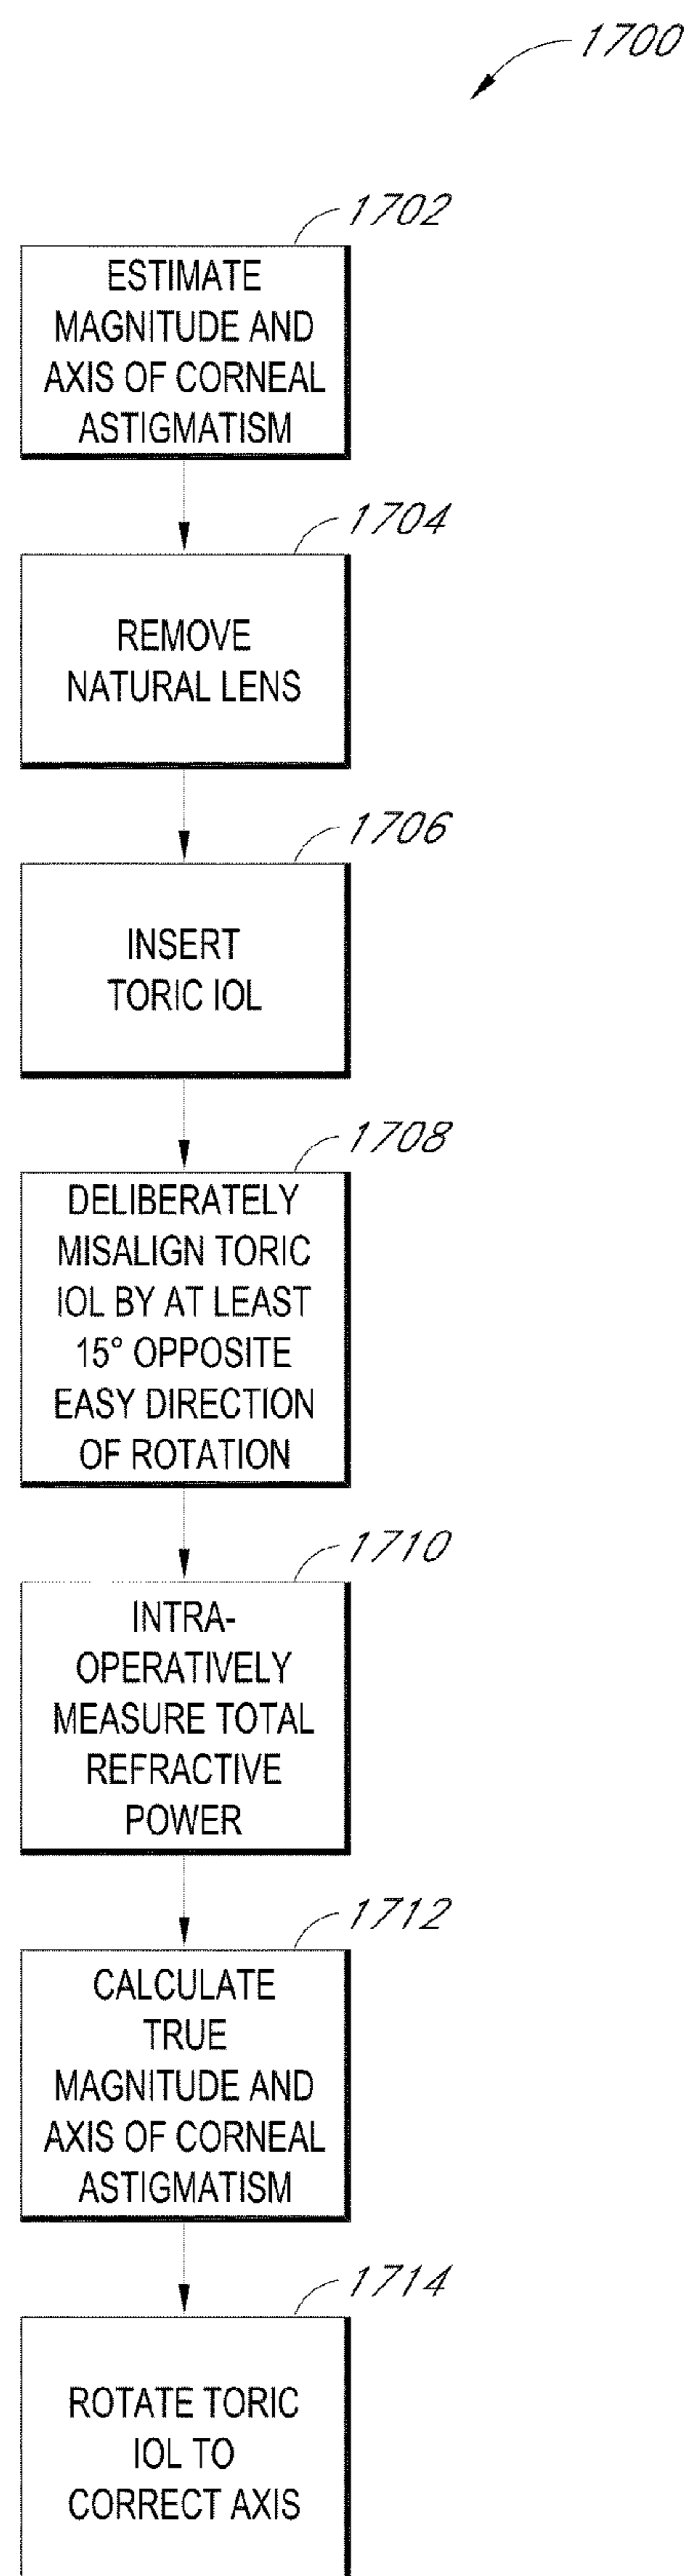 1700
1702
ESTIMATE
MAGNITUDE AND
AXIS OF CORNEAL
ASTIGMATISM
1704
REMOVE
NATURAL LENS
1706
INSERT
TORIC IOL
1708
DELIBERATELY
MISALIGN TORIC
IOL BY AT LEAST
15° OPPOSITE
EASY DIRECTION
OF ROTATION
1710
INTRA-
OPERATIVELY
MEASURE TOTAL
REFRACTIVE
POWER
1712
CALCULATE
TRUE
MAGNITUDE AND
AXIS OF CORNEAL
ASTIGMATISM
1714
ROTATE TORIC
IOL TO
CORRECT AXIS